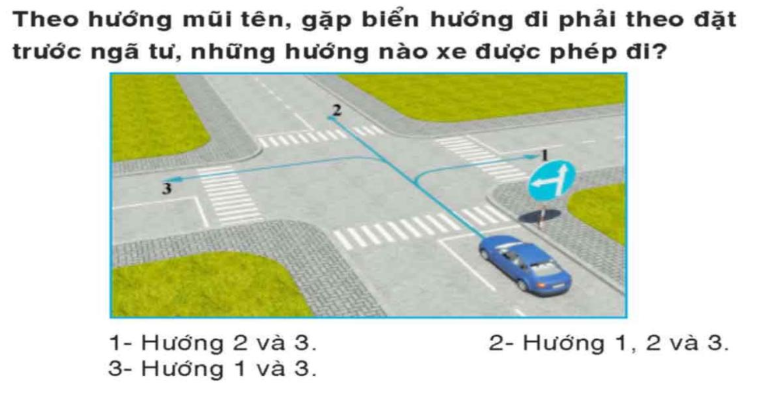 Theo hướng mũi tên, gặp biển hướng đi phải theo đặt
trước ngã tư, những hướng nào xe được phép đi?
2
1
3
1- Hướng 2 và 3.
2- Hướng 1, 2 và 3.
3- Hướng 1 và 3.